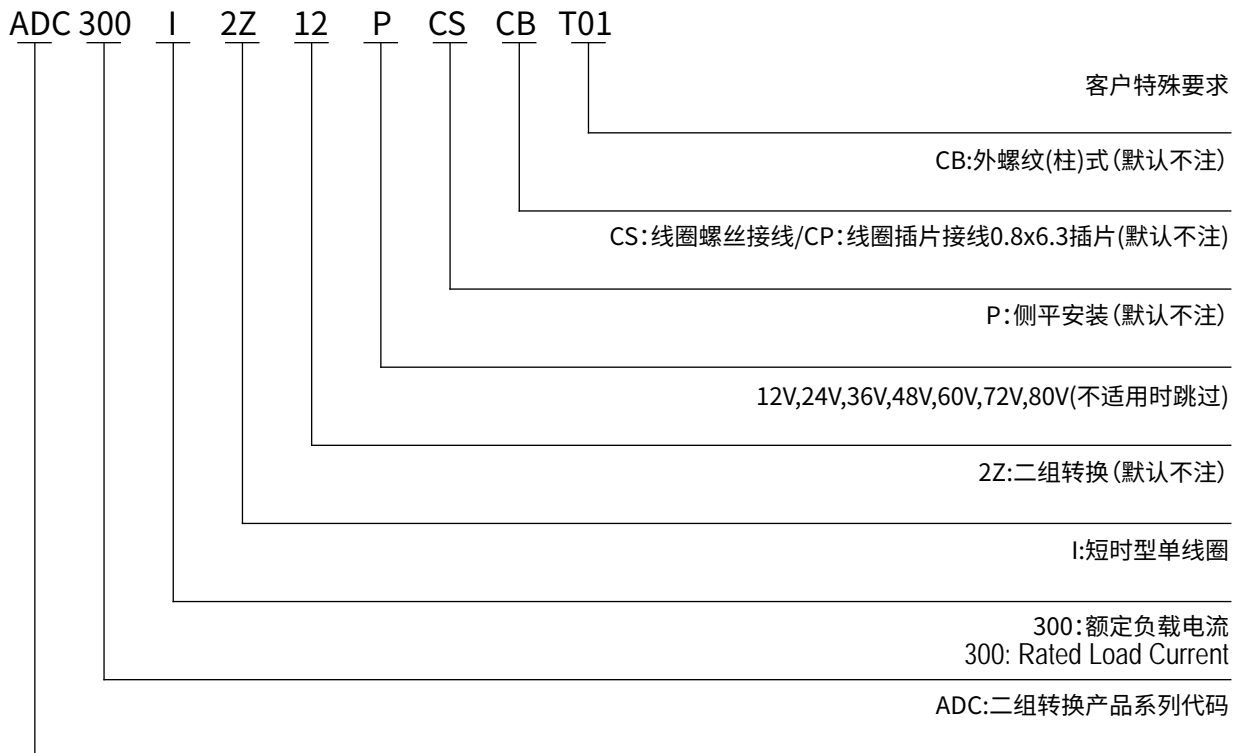 ADC 300 I 2Z 12 P CS CB T01
客户特殊要求
CB:外螺纹(柱)式(默认不注)
CS:线圈螺丝接线/CP:线圈插片接线0.8x6.3插片(默认不注)
P:侧平安装(默认不注)
12V,24V,36V,48V,60V,72V,80V(不适用时跳过)
2Z:二组转换(默认不注)
I:短时型单线圈
300:额定负载电流
300: Rated Load Current
ADC:二组转换产品系列代码